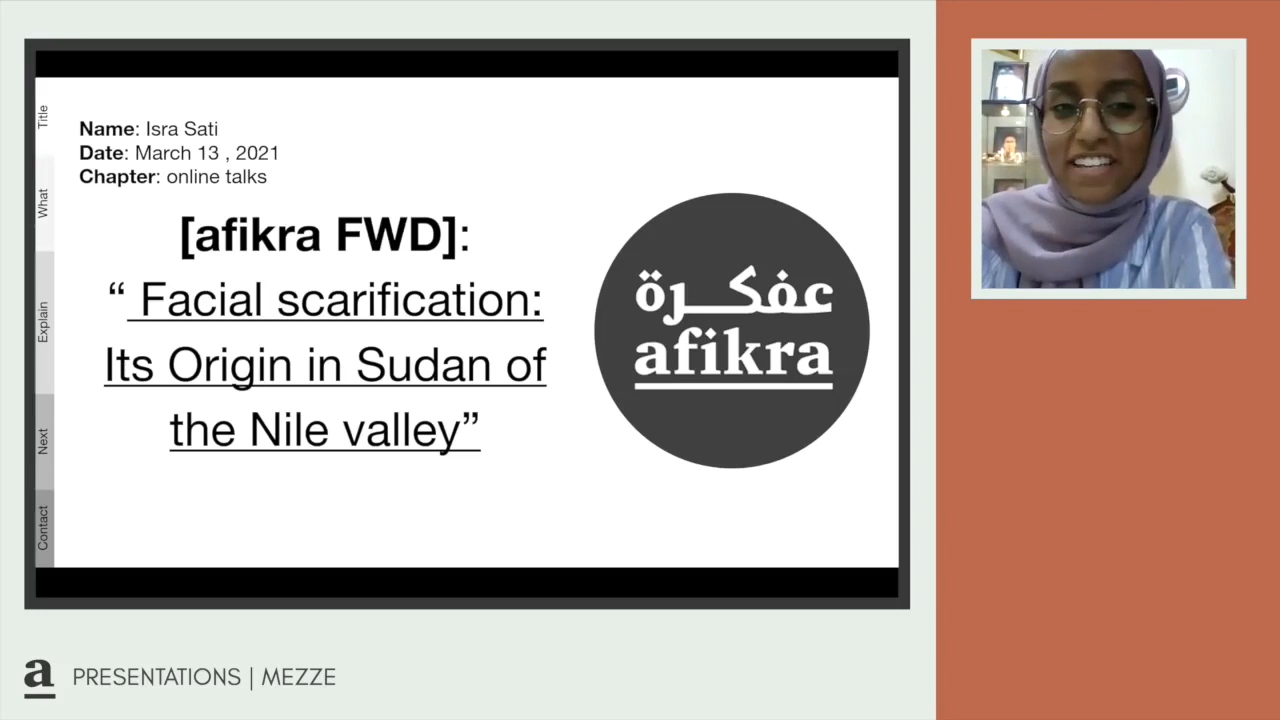 Title
What
Explain
Next
Contact
Name: Isra Sati
Date: March 13 , 2021
Chapter: online talks
[afikra FWD]:
“ Facial scarification:
Its Origin in Sudan of
the Nile valley”
عفكرة
afikra
a PRESENTATIONS | MEZZE